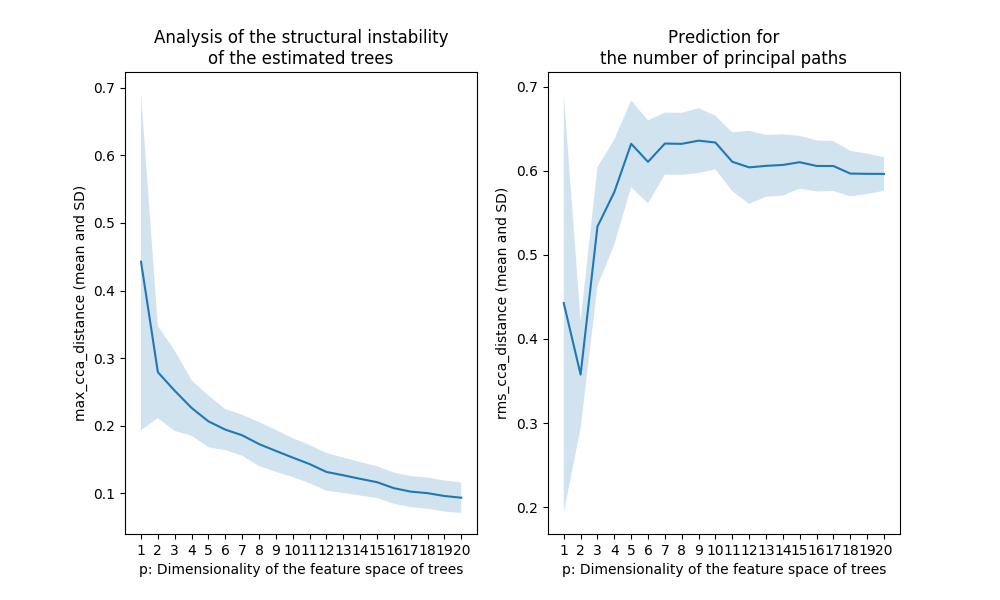 Analysis of the structural instability
of the estimated trees
max_cca_distance (mean and SD)
0.7
0.6
0.5
0.4
0.3
0.2
0.1
1 2 3 4 5 6 7 8 9 10 11 12 13 14 15 16 17 18 19 20
p: Dimensionality of the feature space of trees
Prediction for
the number of principal paths
rms_cca_distance (mean and SD)
0.7
0.6
0.5
0.4
0.3
0.2
1 2 3 4 5 6 7 8 9 10 11 12 13 14 15 16 17 18 19 20
p: Dimensionality of the feature space of trees